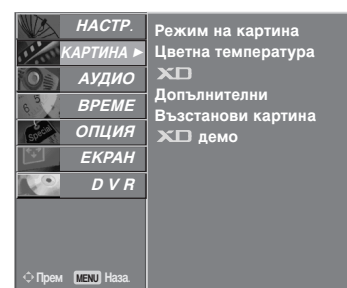 НАСТР.
КАРТИНА ►
АУДИО
ВРЕМЕ
ОПЦИЯ
Special
ЕКРАН
D V R
Режим на картина
Цветна температура
XD
Допълнителни
Възстанови картина
XD демо
Прем MENU Наза.